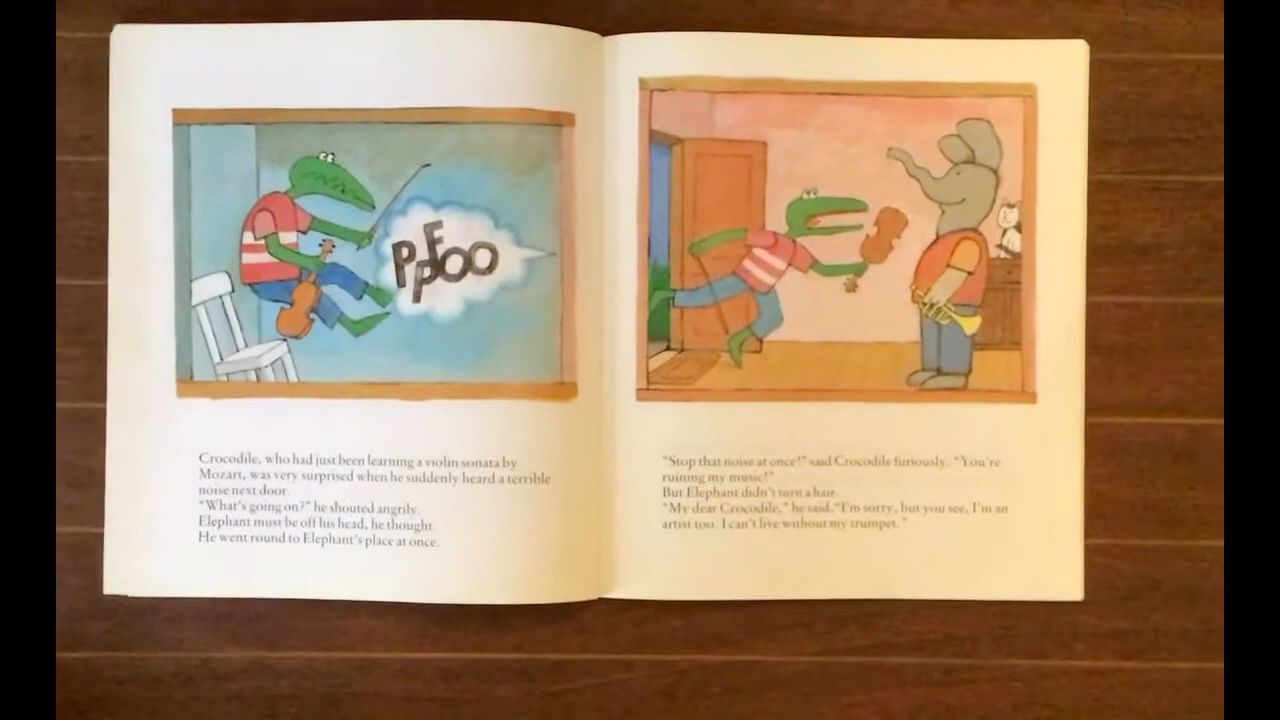 PPFOO
Crocodile, who had just been learning a violin sonata by
Mozart, was very surprised when he suddenly heard a terrible
noise next door.
"What's going on?" he shouted angrily.
Elephant must be off his head, he thought.
He went round to Elephant's place at once.
"Stop that noise at once!" said Crocodile furiously. "You're
ruining my music!"
But Elephant didn't turn a hair.
"My dear Crocodile," he said. "I'm sorry, but you see, I'm an
artist too. I can't live without my trumpet."